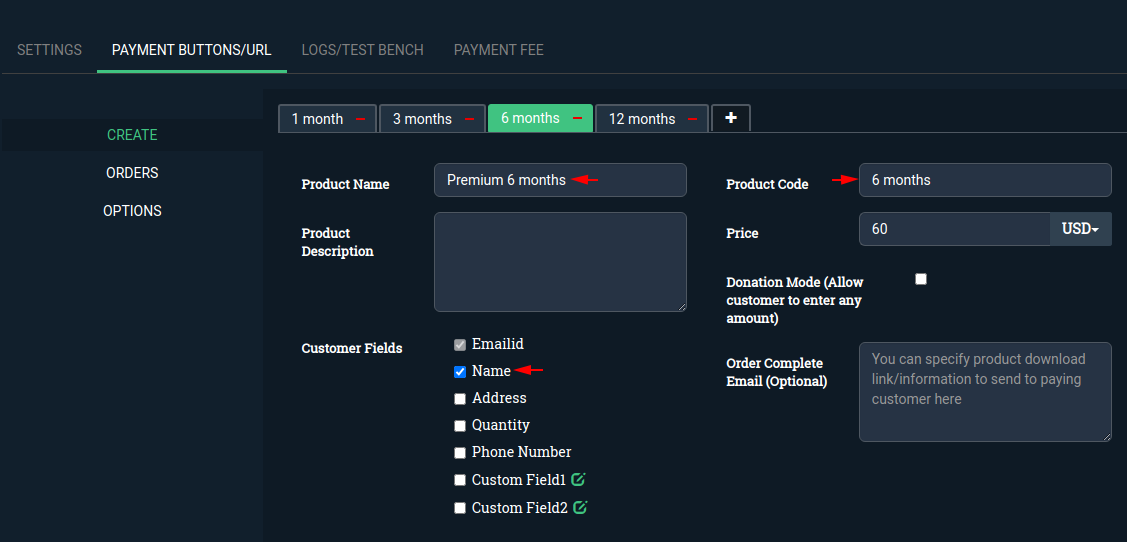 SETTINGS PAYMENT BUTTONS/URL LOGS/TEST BENCH PAYMENT FEE
CREATE
ORDERS
OPTIONS
1 month 3 months 6 months 12 months +
Product Name Premium 6 months
Product
Description
Customer Fields
Emailid
Name
Address
Quantity
Phone Number
Custom Field1
Custom Field2
Product Code 6 months
Price 60 USD
Donation Mode (Allow
customer to enter any
amount)
Order Complete
Email (Optional)
You can specify product download
link/information to send to paying
customer here